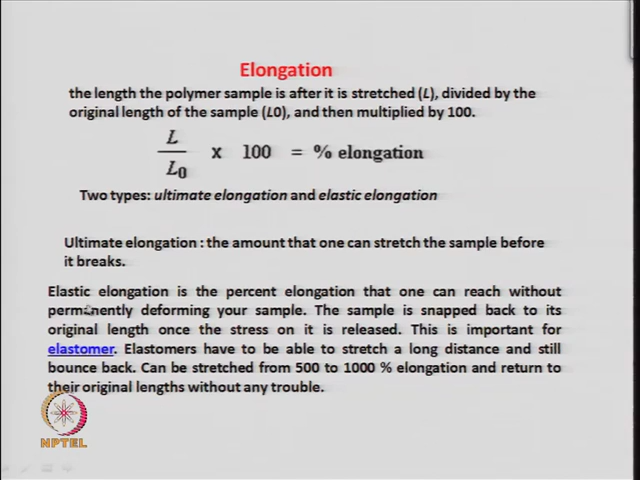 Elongation
the length the polymer sample is after it is stretched (L), divided by the
original length of the sample (L0), and then multiplied by 100.
L / L0 x 100 = % elongation
Two types: ultimate elongation and elastic elongation
Ultimate elongation : the amount that one can stretch the sample before
it breaks.
Elastic elongation is the percent elongation that one can reach without
permanently deforming your sample. The sample is snapped back to its
original length once the stress on it is released. This is important for
elastomer. Elastomers have to be able to stretch a long distance and still
bounce back. Can be stretched from 500 to 1000 % elongation and return to
their original lengths without any trouble.
NPTEL